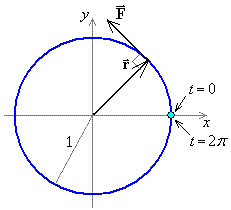 y
F⃗
r⃗
t = 0
x
1
t = 2π